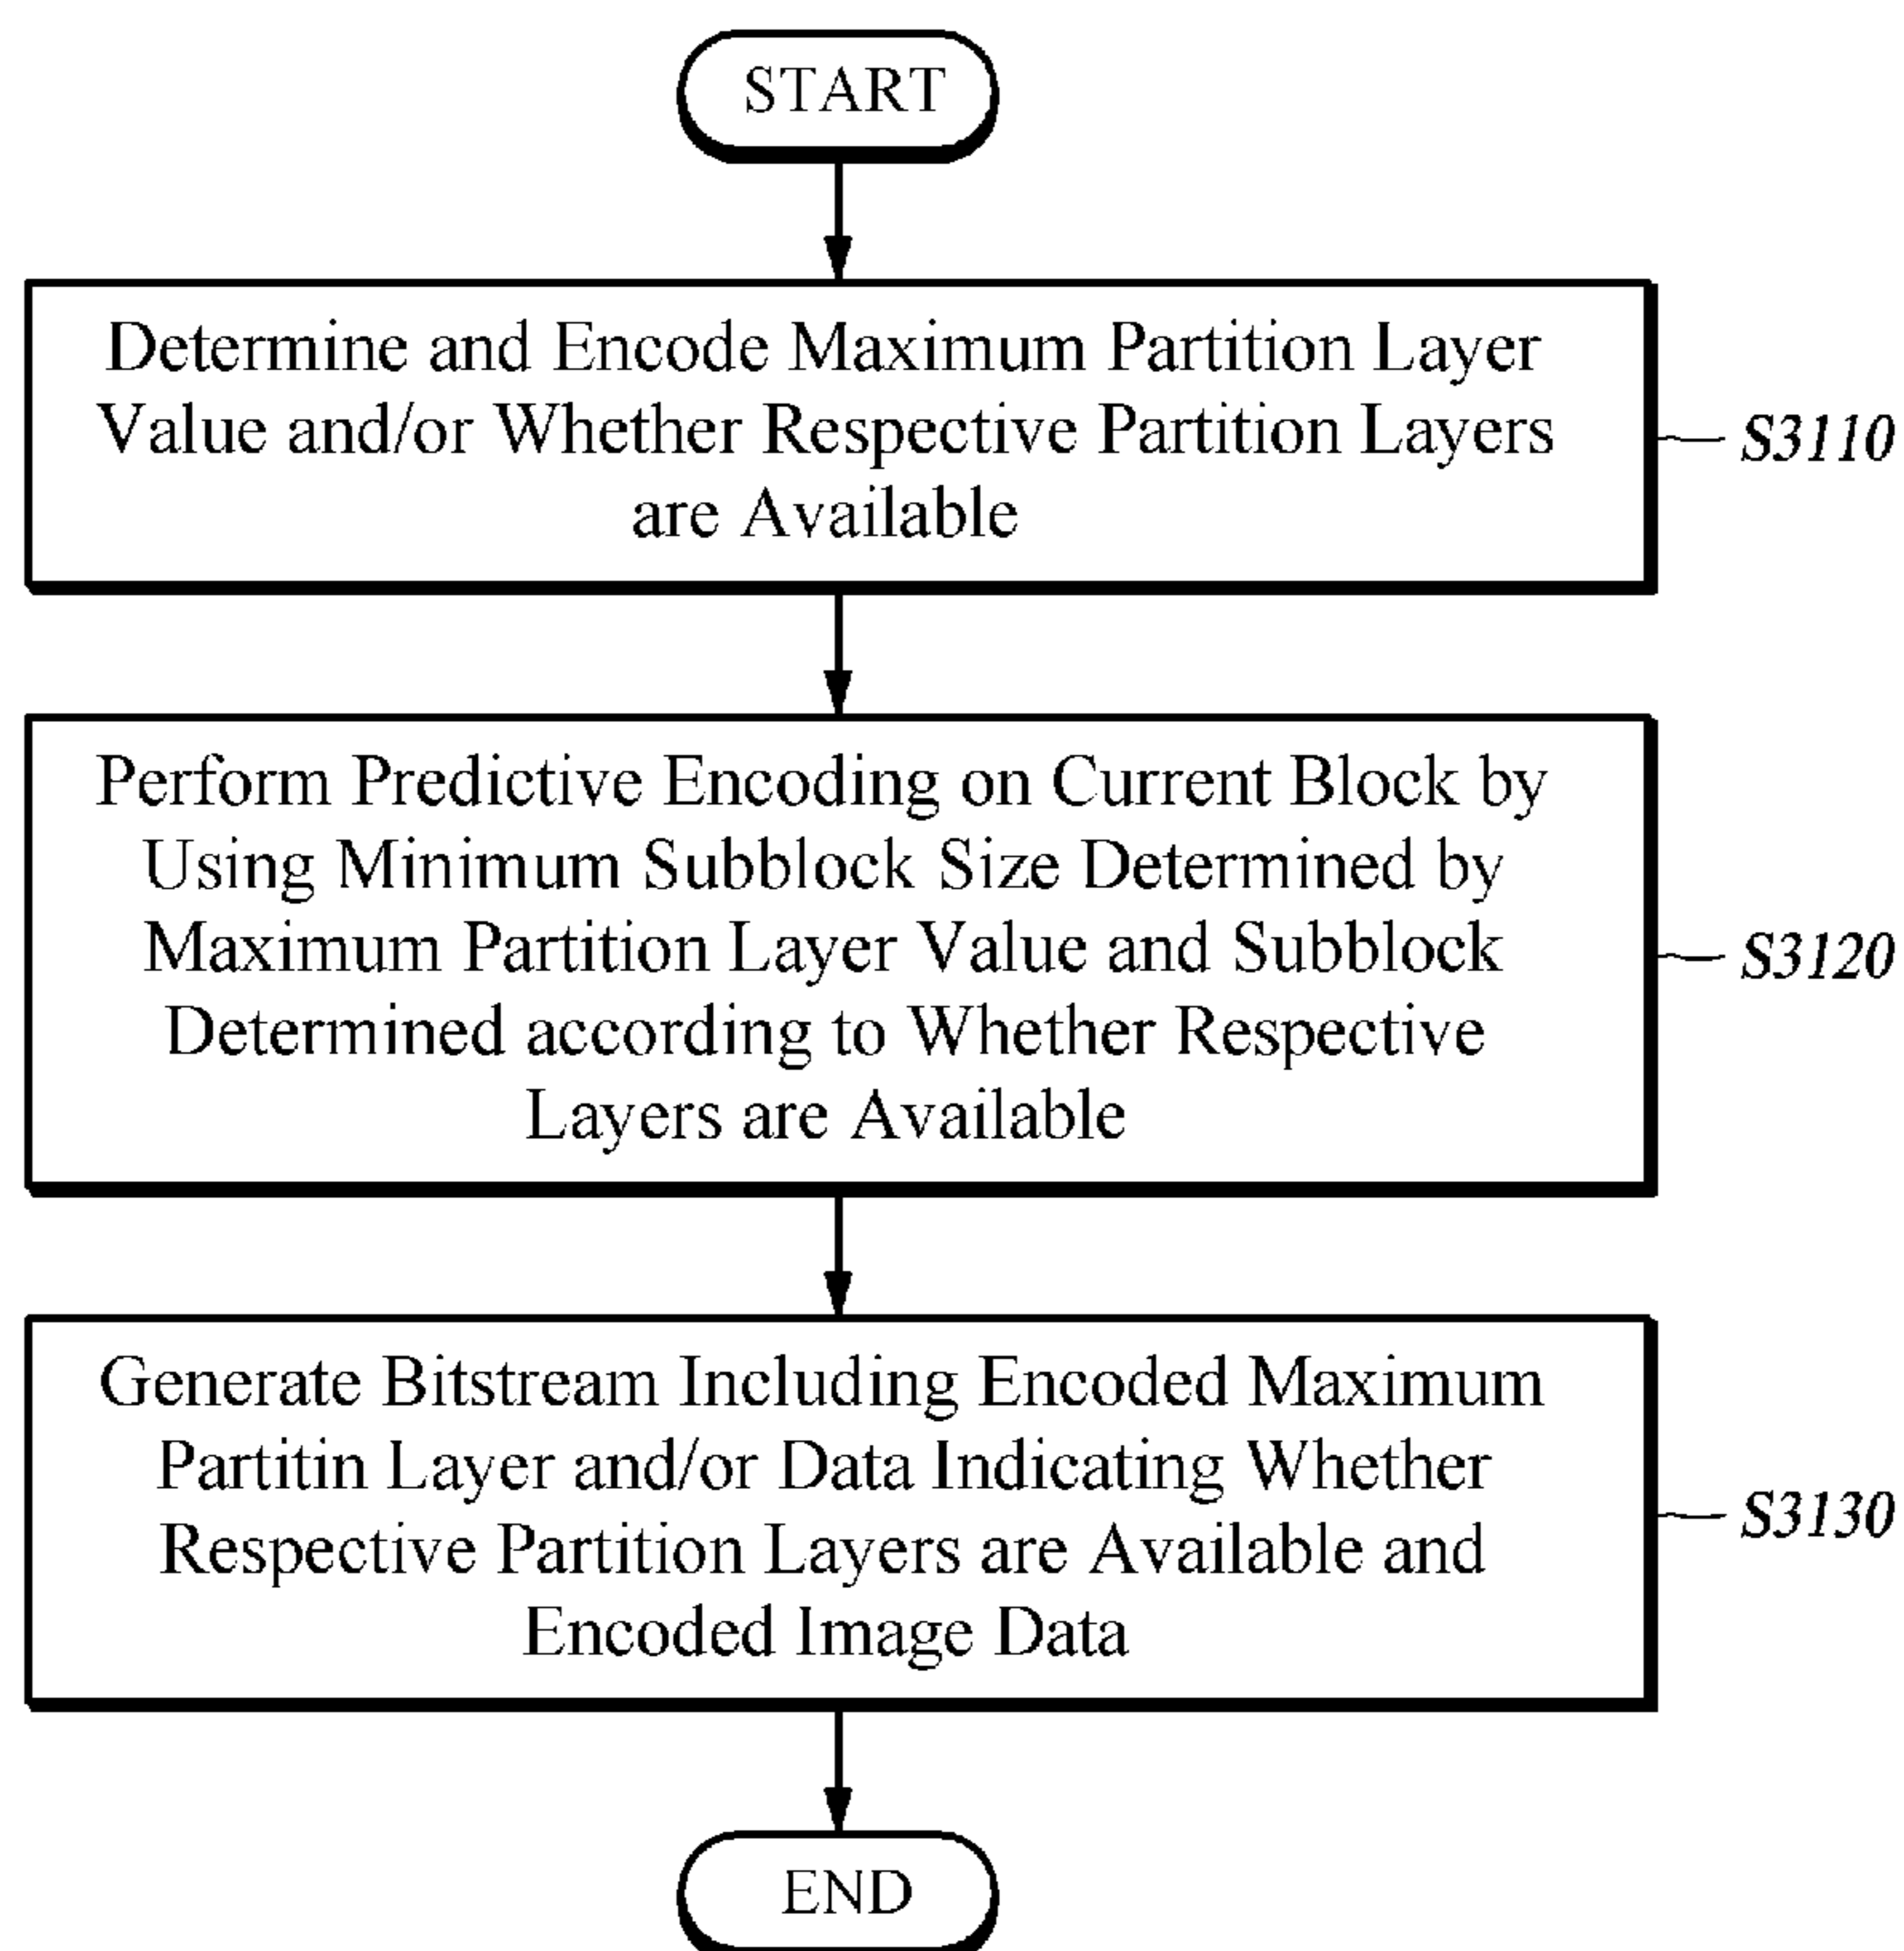 START
Determine and Encode Maximum Partition Layer
Value and/or Whether Respective Partition Layers
are Available
S3110
Perform Predictive Encoding on Current Block by
Using Minimum Subblock Size Determined by
Maximum Partition Layer Value and Subblock
Determined according to Whether Respective
Layers are Available
S3120
Generate Bitstream Including Encoded Maximum
Partitin Layer and/or Data Indicating Whether
Respective Partition Layers are Available and
Encoded Image Data
S3130
END